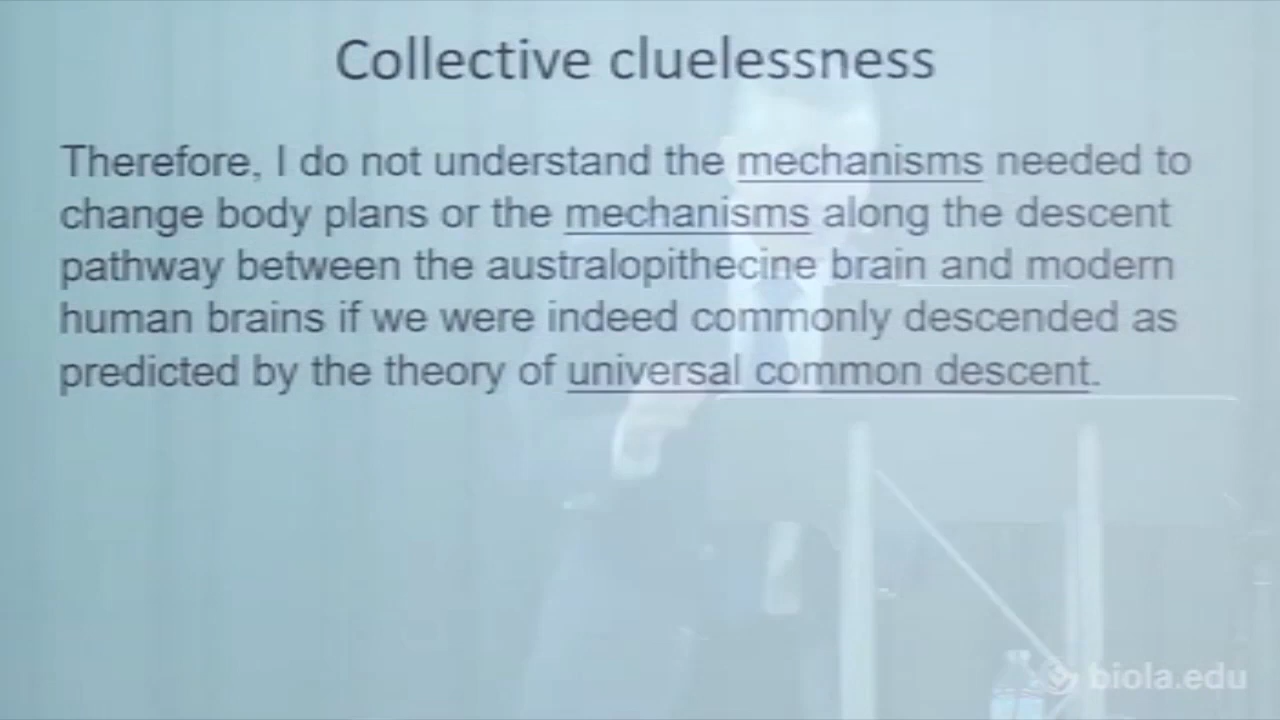 Collective cluelessness
Therefore, I do not understand the mechanisms needed to
change body plans or the mechanisms along the descent
pathway between the australopithecine brain and modern
human brains if we were indeed commonly descended as
predicted by the theory of universal common descent.
biola.edu